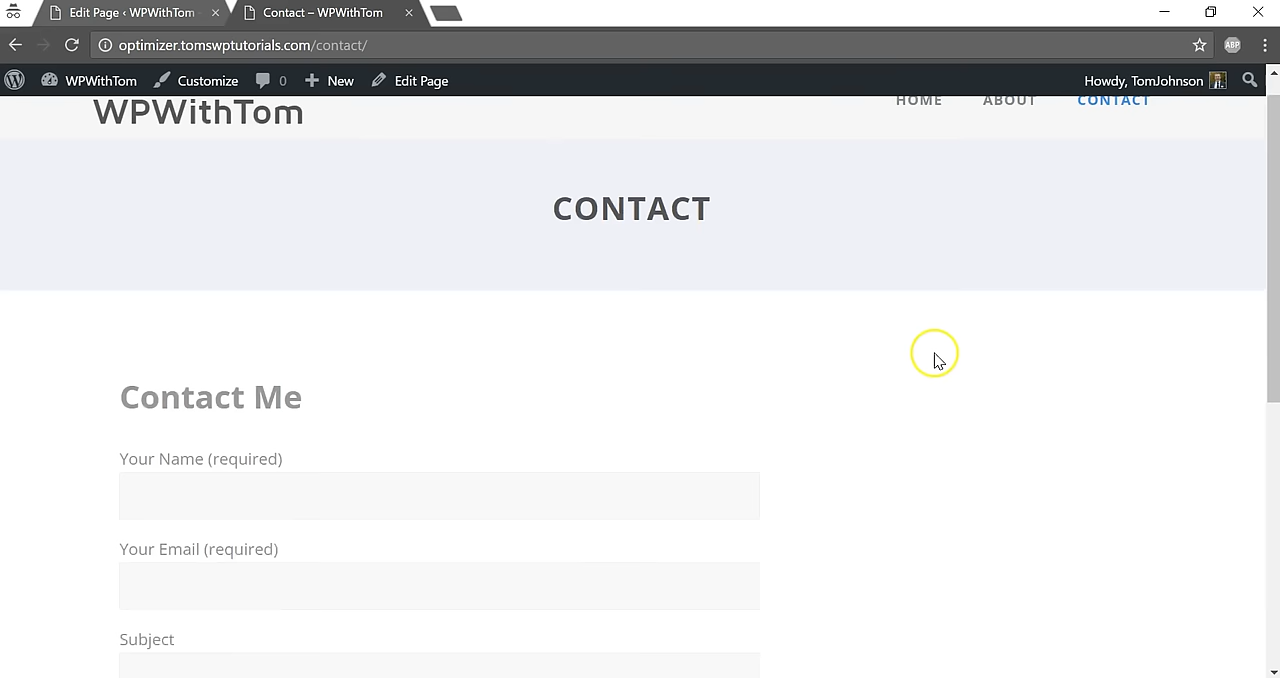 Edit Page ‹ WPWithTom
Contact – WPWithTom
optimizer.tomswptutorials.com/contact/
ABP
WPWithTom
Customize
0
New
Edit Page
Howdy, TomJohnson
WPWithTom
HOME
ABOUT
CONTACT
CONTACT
Contact Me
Your Name (required)
Your Email (required)
Subject